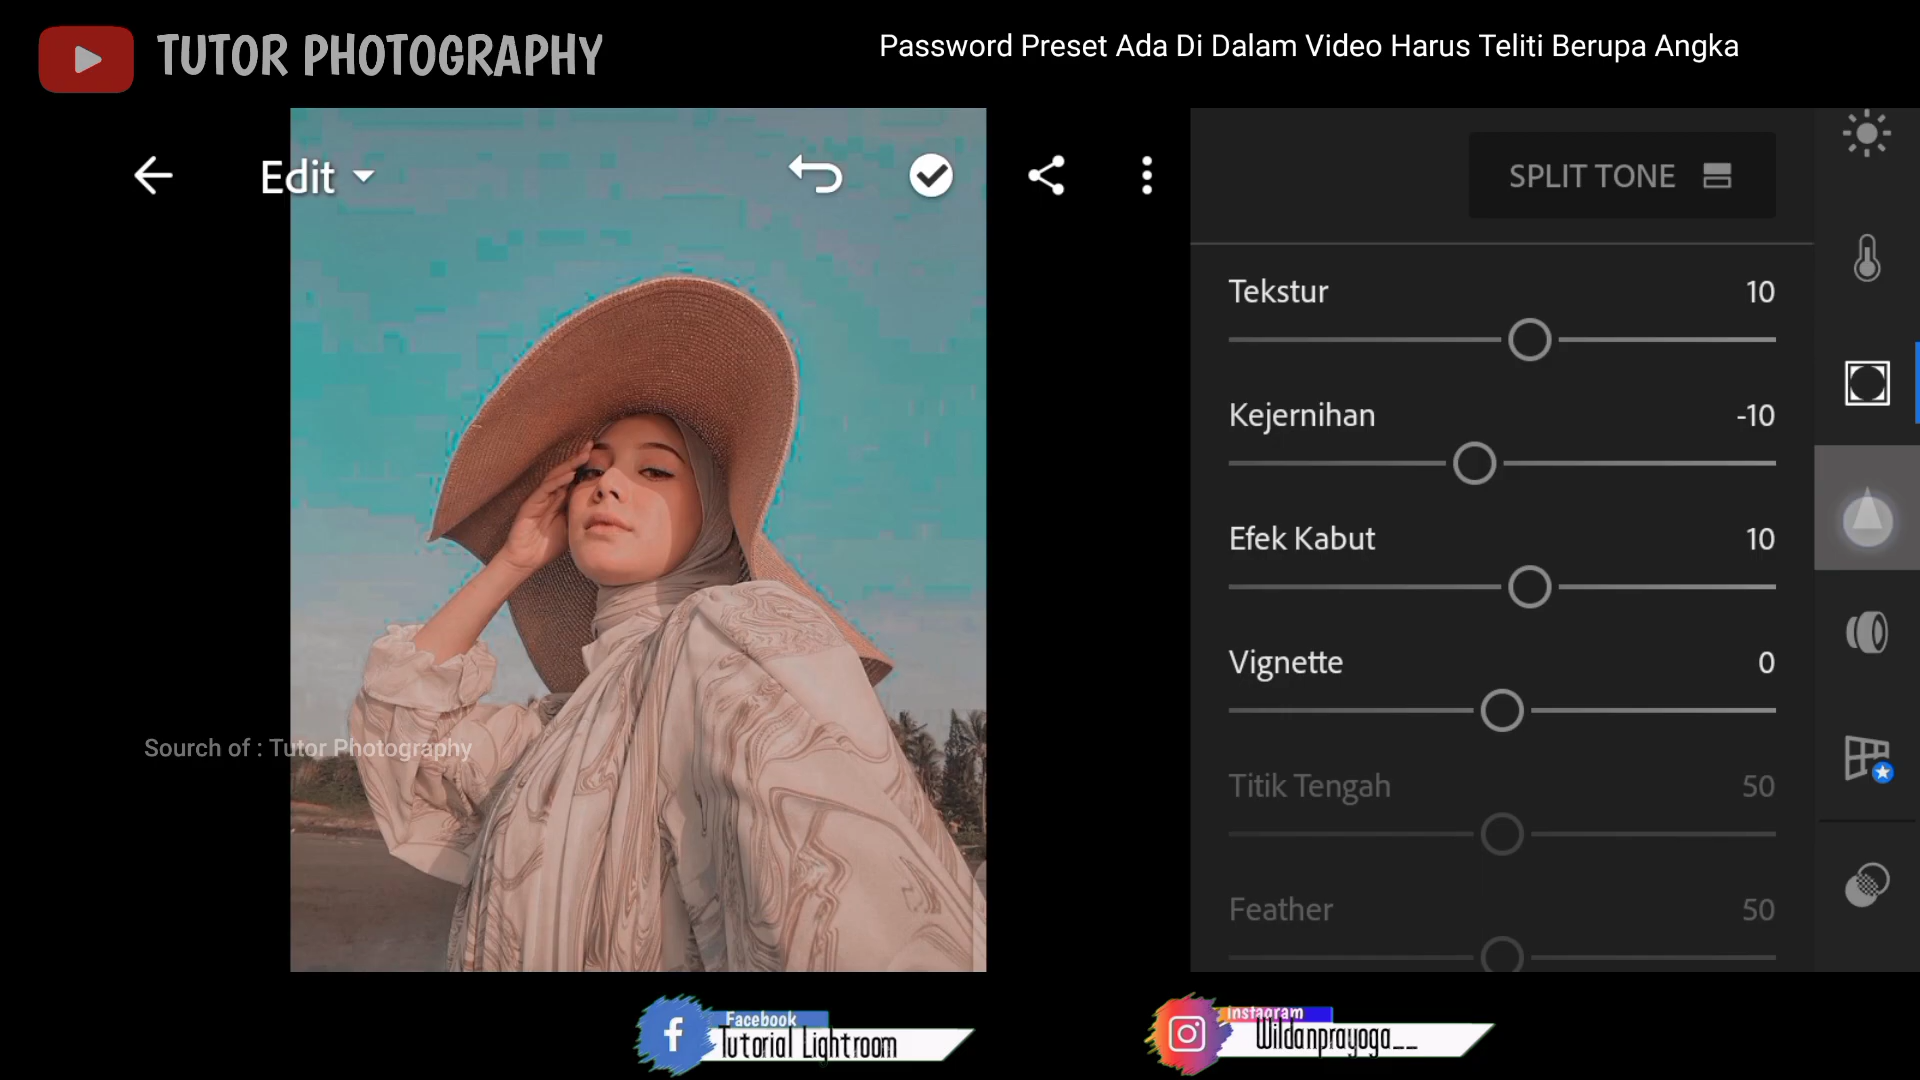 TUTOR PHOTOGRAPHY
Password Preset Ada Di Dalam Video Harus Teliti Berupa Angka
Edit
SPLIT TONE
Tekstur 10
Kejernihan -10
Efek Kabut 10
Vignette 0
Titik Tengah 50
Feather 50
Sourch of : Tutor Photography
Facebook
Tutorial Lightroom
Instagram
Wildanprayoga__